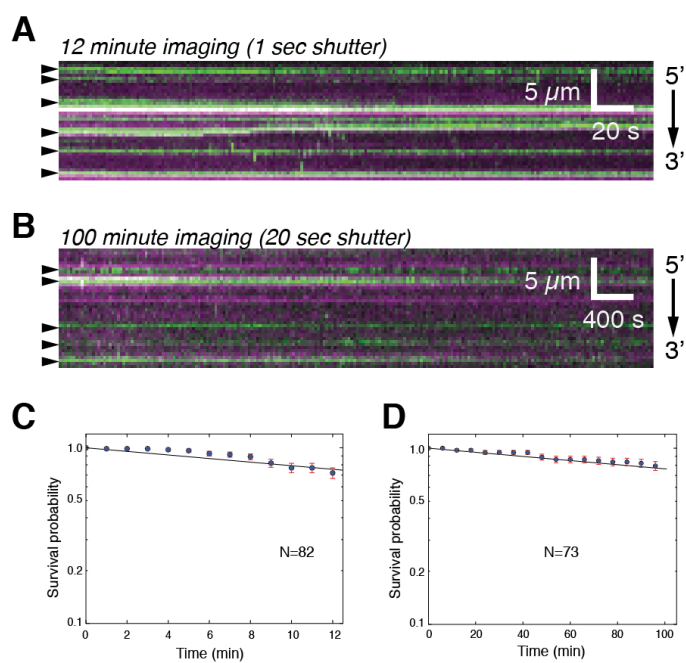 A
12 minute imaging (1 sec shutter)
5 µm
20 s
5’
3’
B
100 minute imaging (20 sec shutter)
5 µm
400 s
5’
3’
C
Survival probability
1.0
0.5
0.2
0.1
N=82
0 2 4 6 8 10 12
Time (min)
D
Survival probability
1.0
0.5
0.2
0.1
N=73
0 20 40 60 80 100
Time (min)